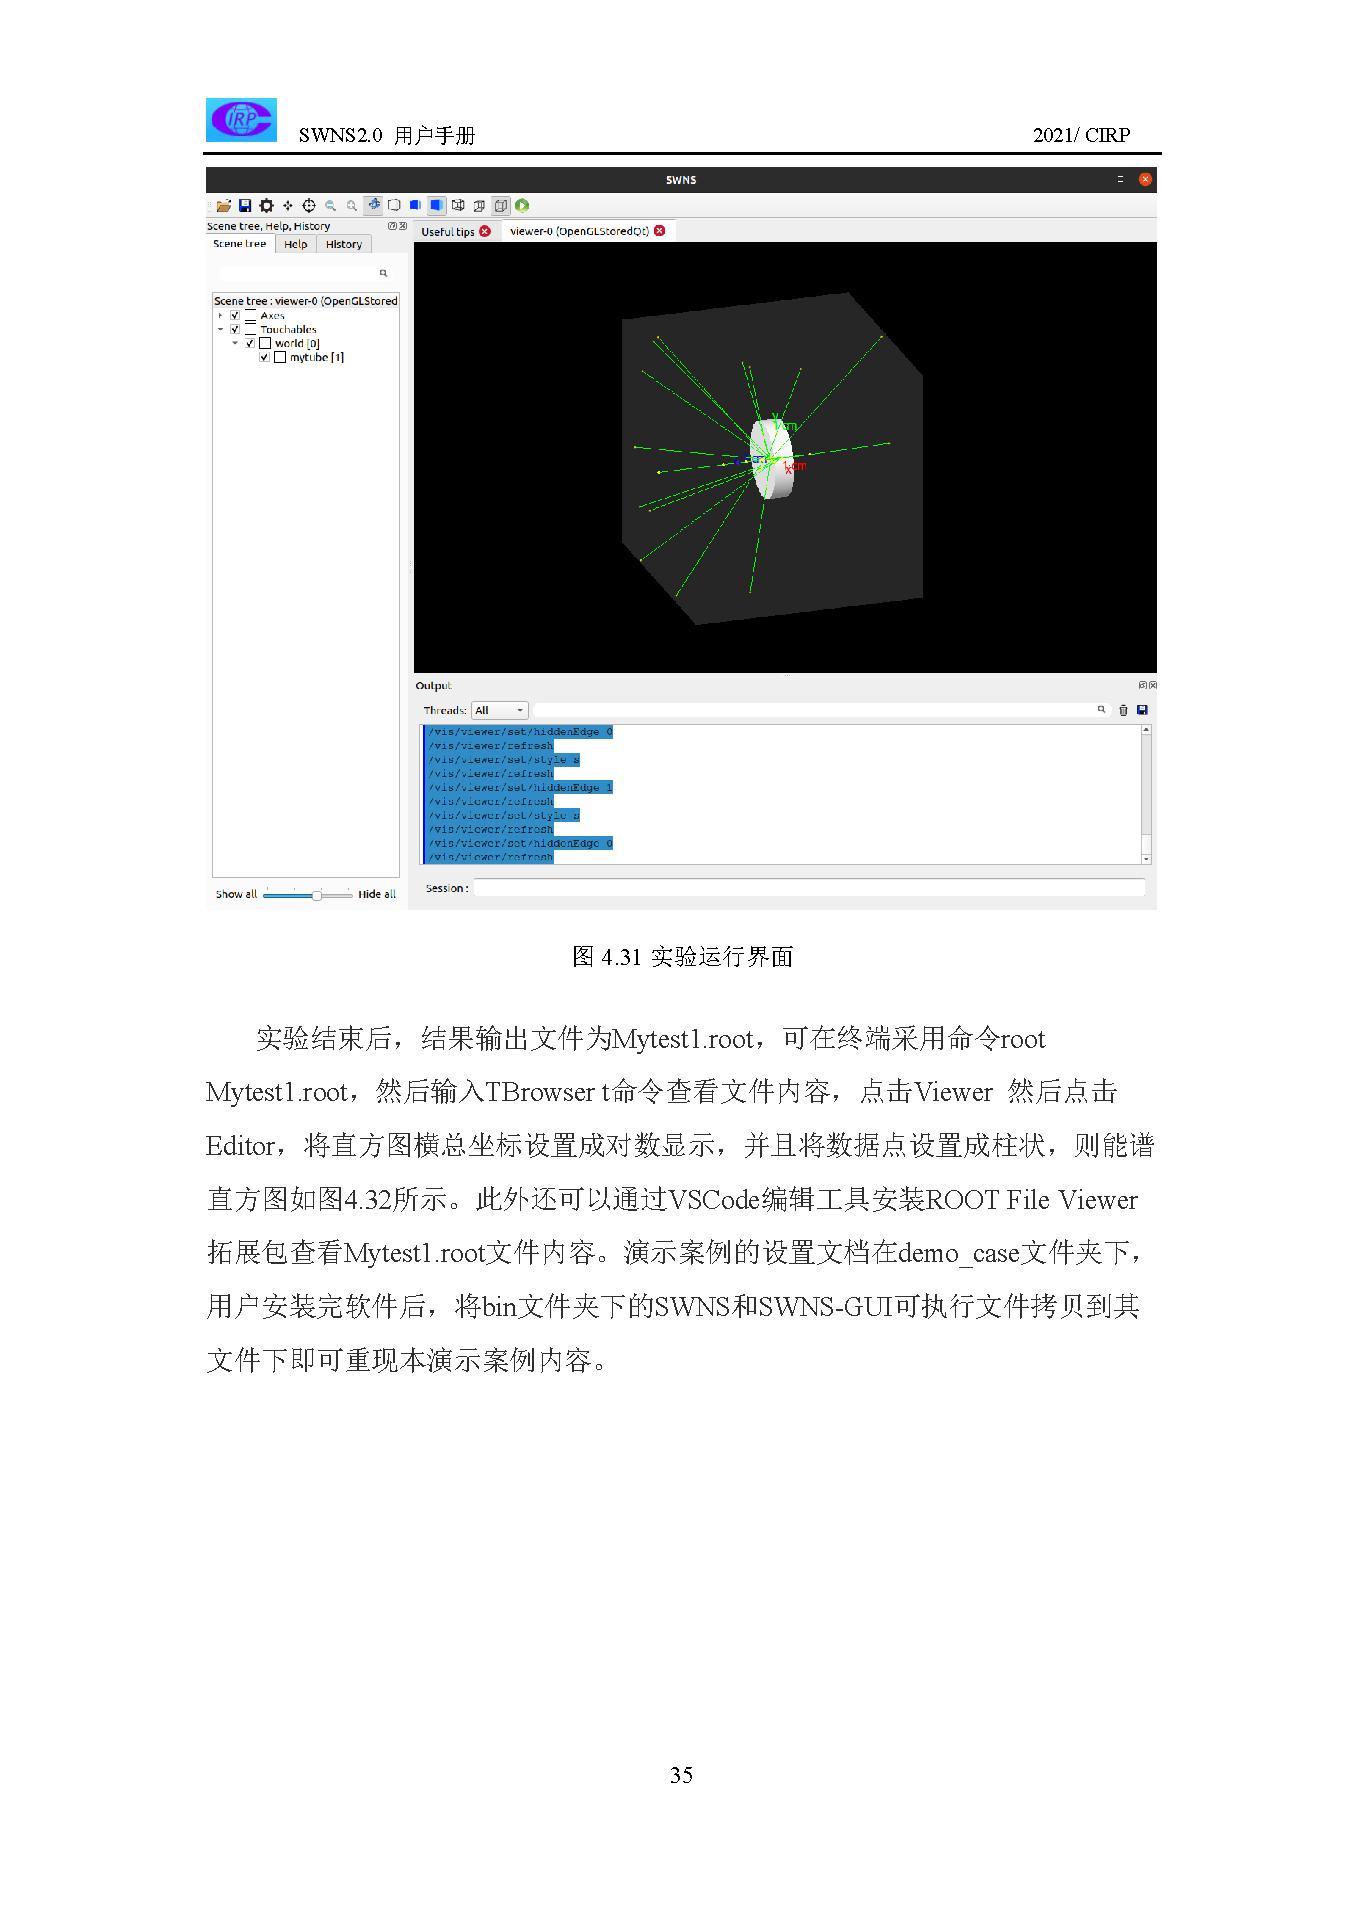 IRP
SWNS2.0 用户手册
2021/ CIRP
SWNS
Scene tree, Help, History
Scene tree
Help
History
Useful tips
viewer-0 (OpenGLStoredQt)
Scene tree : viewer-0 (OpenGLStored
Axes
Touchables
world [0]
mytube [1]
y
1 cm
1 cm
x
Output
Threads:
All
/vis/viewer/set/hiddenEdge 0
/vis/viewer/refresh
/vis/viewer/set/style s
/vis/viewer/refresh
/vis/viewer/set/hiddenEdge 1
/vis/viewer/refresh
/vis/viewer/set/style s
/vis/viewer/refresh
/vis/viewer/set/hiddenEdge 0
/vis/viewer/refresh
Show all
Hide all
Session :
图 4.31 实验运行界面
实验结束后，结果输出文件为Mytest1.root，可在终端采用命令root
Mytest1.root，然后输入TBrowser t命令查看文件内容，点击Viewer 然后点击
Editor，将直方图横总坐标设置成对数显示，并且将数据点设置成柱状，则能谱
直方图如图4.32所示。此外还可以通过VSCode编辑工具安装ROOT File Viewer
拓展包查看Mytest1.root文件内容。演示案例的设置文档在demo_case文件夹下，
用户安装完软件后，将bin文件夹下的SWNS和SWNS-GUI可执行文件拷贝到其
文件下即可重现本演示案例内容。
35